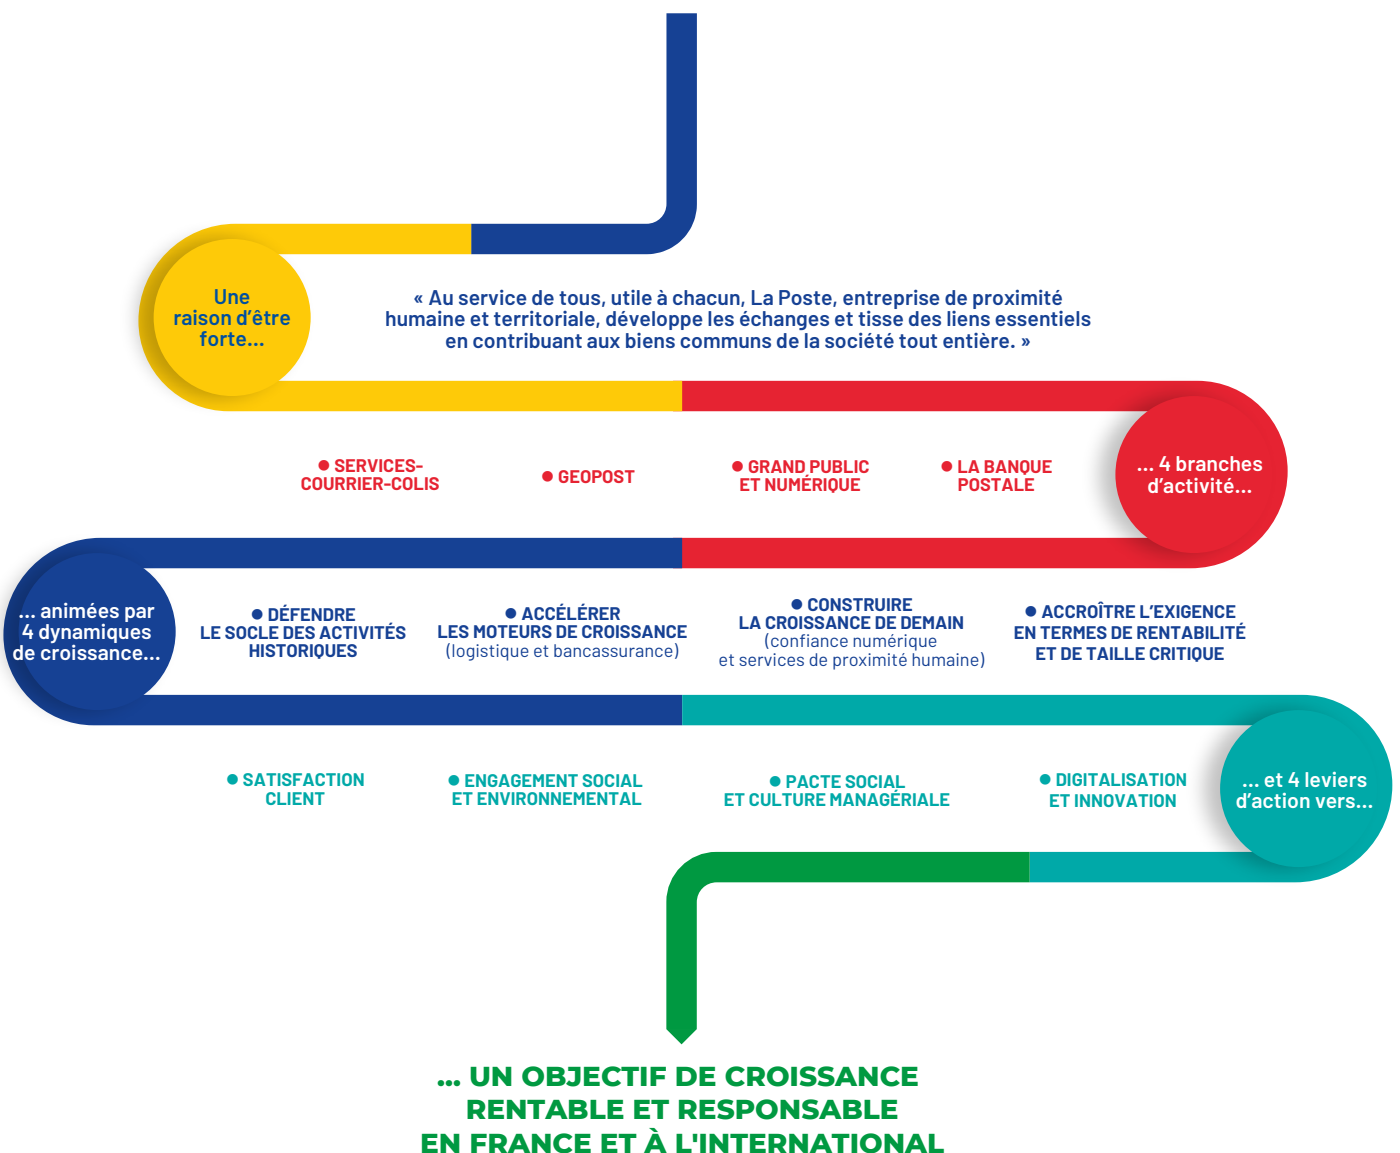 Une
raison d'être
forte...
« Au service de tous, utile à chacun, La Poste, entreprise de proximité
humaine et territoriale, développe les échanges et tisse des liens essentiels
en contribuant aux biens communs de la société tout entière. »
● SERVICES-
COURRIER-COLIS
● GEOPOST
● GRAND PUBLIC
ET NUMÉRIQUE
● LA BANQUE
POSTALE
... 4 branches
d'activité...
... animées par
4 dynamiques
de croissance...
● DÉFENDRE
LE SOCLE DES ACTIVITÉS
HISTORIQUES
● ACCÉLÉRER
LES MOTEURS DE CROISSANCE
(logistique et bancassurance)
● CONSTRUIRE
LA CROISSANCE DE DEMAIN
(confiance numérique
et services de proximité humaine)
● ACCROÎTRE L'EXIGENCE
EN TERMES DE RENTABILITÉ
ET DE TAILLE CRITIQUE
● SATISFACTION
CLIENT
● ENGAGEMENT SOCIAL
ET ENVIRONNEMENTAL
● PACTE SOCIAL
ET CULTURE MANAGÉRIALE
● DIGITALISATION
ET INNOVATION
... et 4 leviers
d'action vers...
... UN OBJECTIF DE CROISSANCE
RENTABLE ET RESPONSABLE
EN FRANCE ET À L'INTERNATIONAL